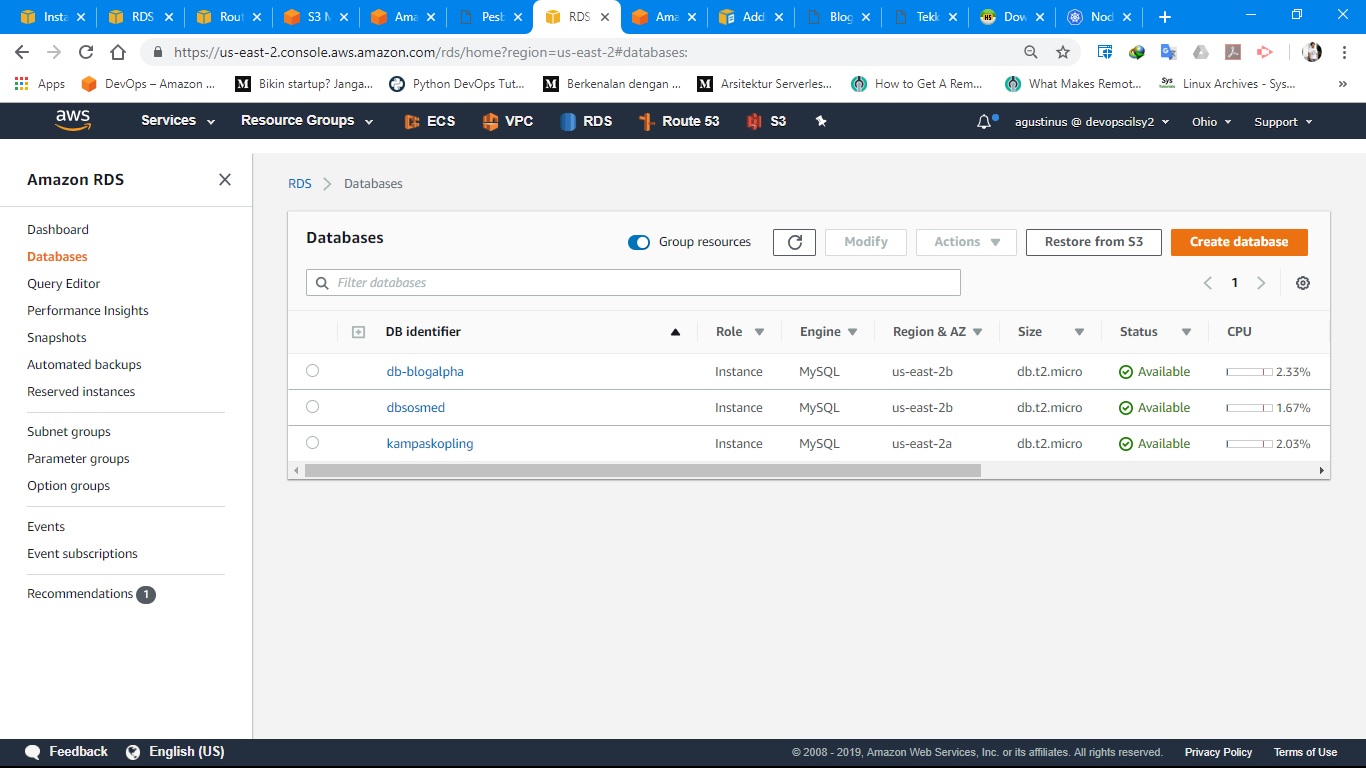 Insta
RDS
Rout
S3 M
Ama
Pesb
RDS
Ama
Add
Blog
Tekk
Dow
Nod
https://us-east-2.console.aws.amazon.com/rds/home?region=us-east-2#databases:
Apps
DevOps – Amazon ...
Bikin startup? Janga...
Python DevOps Tut...
Berkenalan dengan ...
Arsitektur Serverles...
How to Get A Rem...
What Makes Remot...
Linux Archives - Sys...
aws
Services
Resource Groups
ECS
VPC
RDS
Route 53
S3
agustinus @ devopscilsy2
Ohio
Support
Amazon RDS
Dashboard
Databases
Query Editor
Performance Insights
Snapshots
Automated backups
Reserved instances
Subnet groups
Parameter groups
Option groups
Events
Event subscriptions
Recommendations 1
RDS > Databases
Databases
Group resources
Modify
Actions
Restore from S3
Create database
Filter databases
1
DB identifier Role Engine Region & AZ Size Status CPU
db-blogalpha Instance MySQL us-east-2b db.t2.micro Available 2.33%
dbsosmed Instance MySQL us-east-2b db.t2.micro Available 1.67%
kampaskopling Instance MySQL us-east-2a db.t2.micro Available 2.03%
Feedback
English (US)
© 2008 - 2019, Amazon Web Services, Inc. or its affiliates. All rights reserved.
Privacy Policy
Terms of Use